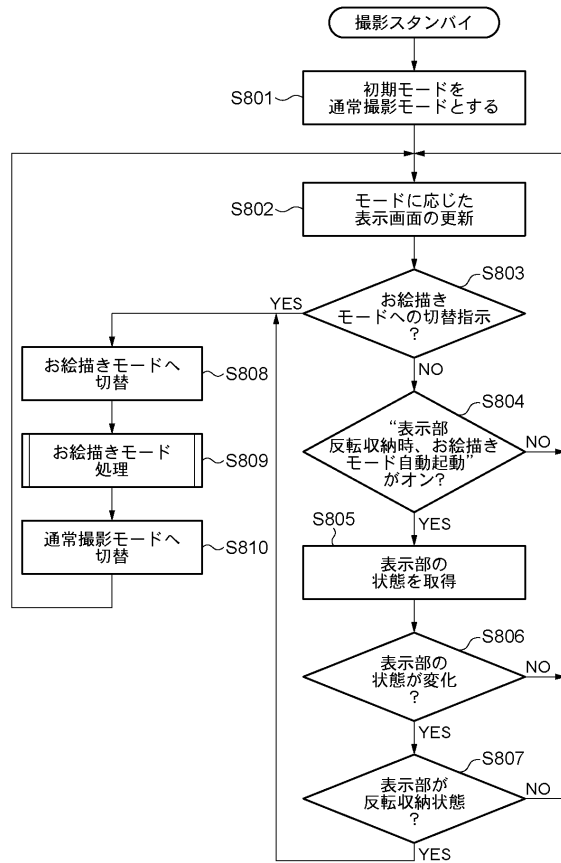 撮影スタンバイ
S801
初期モードを
通常撮影モードとする
S802
モードに応じた
表示画面の更新
S803
お絵描き
モードへの切替指示
?
YES
NO
S808
お絵描きモードへ
切替
S809
お絵描きモード
処理
S810
通常撮影モードへ
切替
S804
“表示部
反転収納時、お絵描き
モード自動起動”
がオン?
NO
YES
S805
表示部の
状態を取得
S806
表示部の
状態が変化
?
NO
YES
S807
表示部が
反転収納状態
?
NO
YES